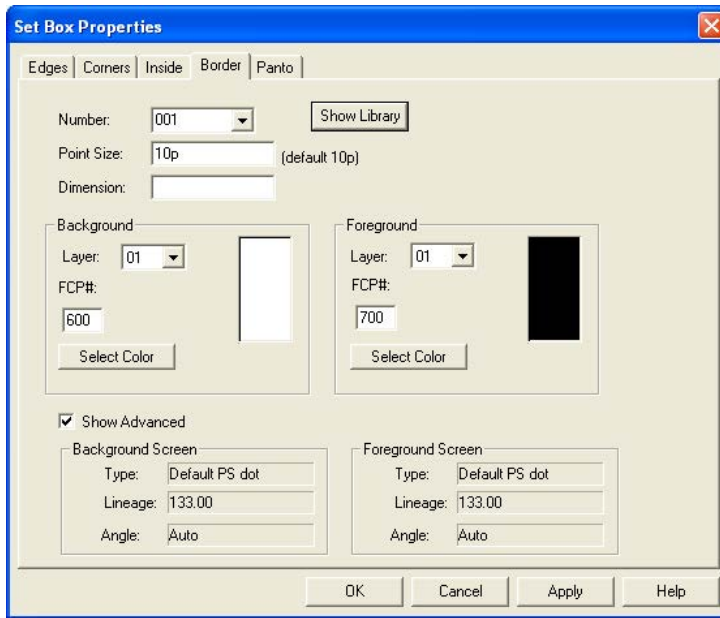 Set Box Properties
Edges Corners Inside Border Panto
Number: 001 Show Library
Point Size: 10p (default 10p)
Dimension:
Background Foreground
Layer: 01 Layer: 01
FCP#: FCP#:
600 700
Select Color Select Color
Show Advanced
Background Screen Foreground Screen
Type: Default PS dot Type: Default PS dot
Lineage: 133.00 Lineage: 133.00
Angle: Auto Angle: Auto
OK Cancel Apply Help